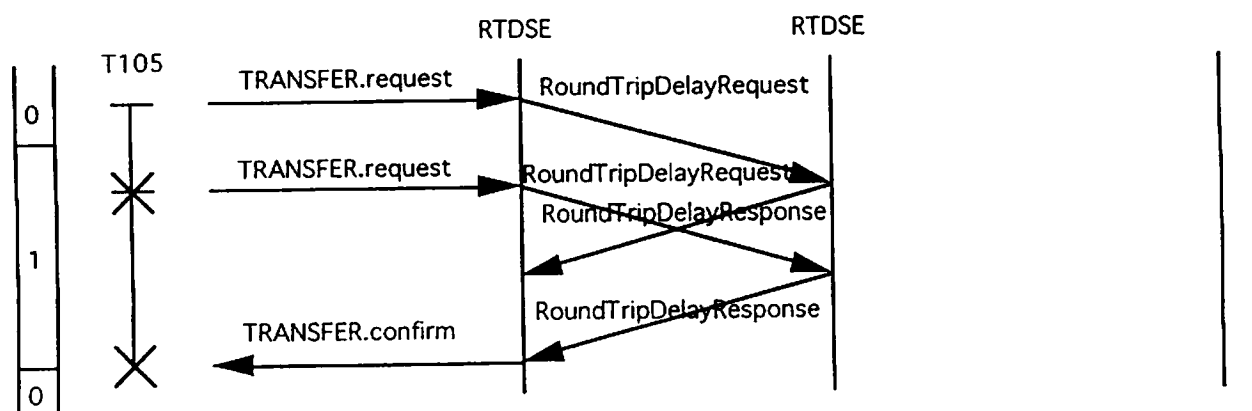 RTDSE
RTDSE
T105
TRANSFER.request
RoundTripDelayRequest
0
TRANSFER.request
RoundTripDelayRequest
RoundTripDelayResponse
1
RoundTripDelayResponse
TRANSFER.confirm
0